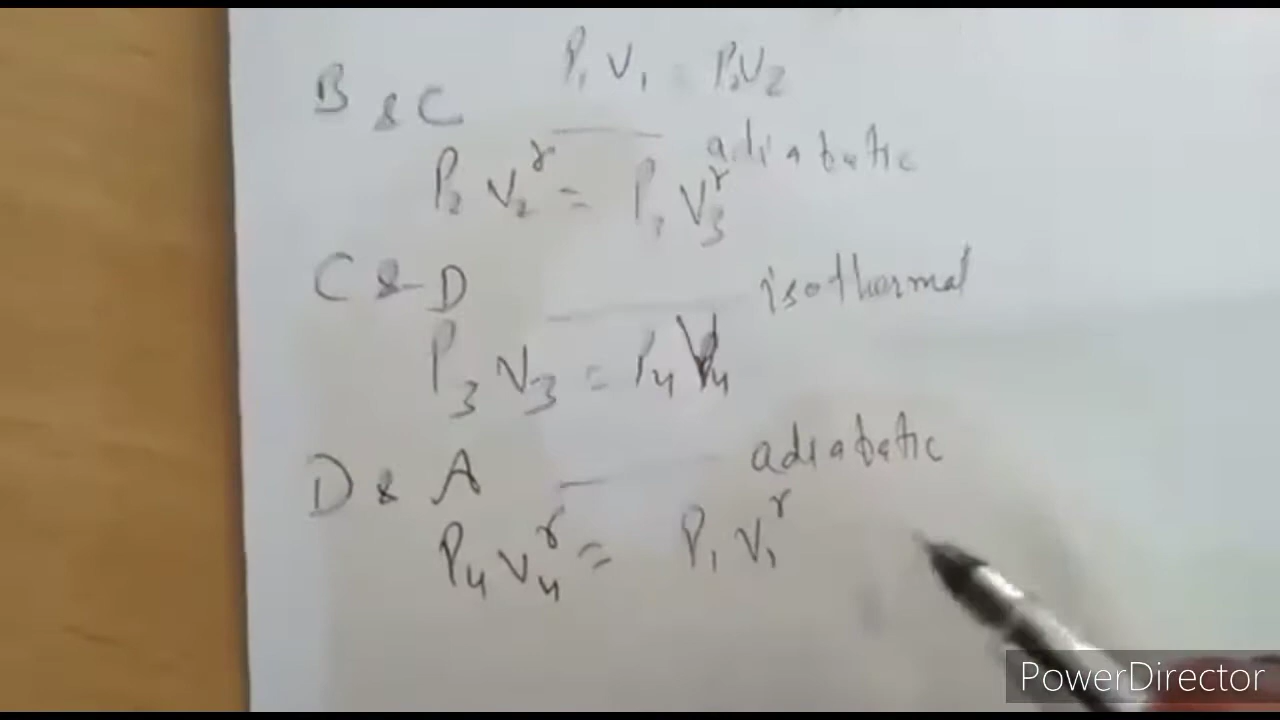 P₁ V₁ = P₂V₂
B & C
adiabatic
P₂ V₂^γ = P₃ V₃^γ
C & D — isothermal
P₃ V₃ = P₄ V₄
D & A — adiabatic
P₄ V₄^γ = P₁ V₁^γ
PowerDirector